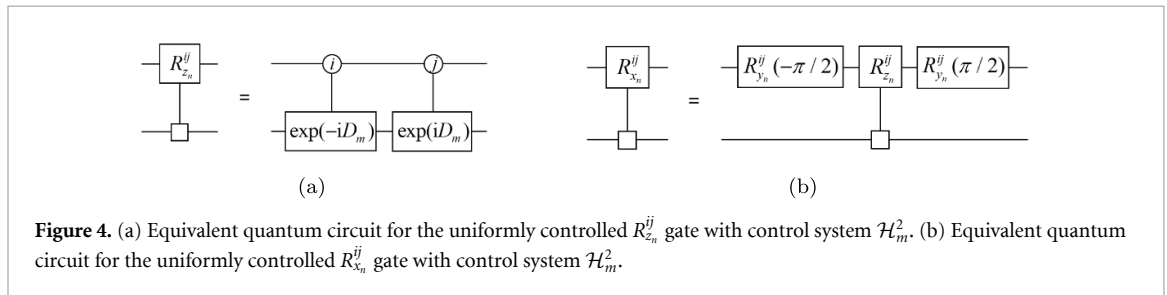 R_{z_n}^{ij} = i j exp(-iD_m) exp(iD_m)
R_{x_n}^{ij} = R_{y_n}^{ij}(-π / 2) R_{z_n}^{ij} R_{y_n}^{ij}(π / 2)
(a) (b)
Figure 4. (a) Equivalent quantum circuit for the uniformly controlled R_{z_n}^{ij} gate with control system \mathcal{H}_m^2. (b) Equivalent quantum
circuit for the uniformly controlled R_{x_n}^{ij} gate with control system \mathcal{H}_m^2.